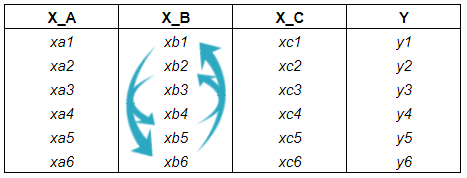 X_A X_B X_C Y
xa1 xb1 xc1 y1
xa2 xb2 xc2 y2
xa3 xb3 xc3 y3
xa4 xb4 xc4 y4
xa5 xb5 xc5 y5
xa6 xb6 xc6 y6